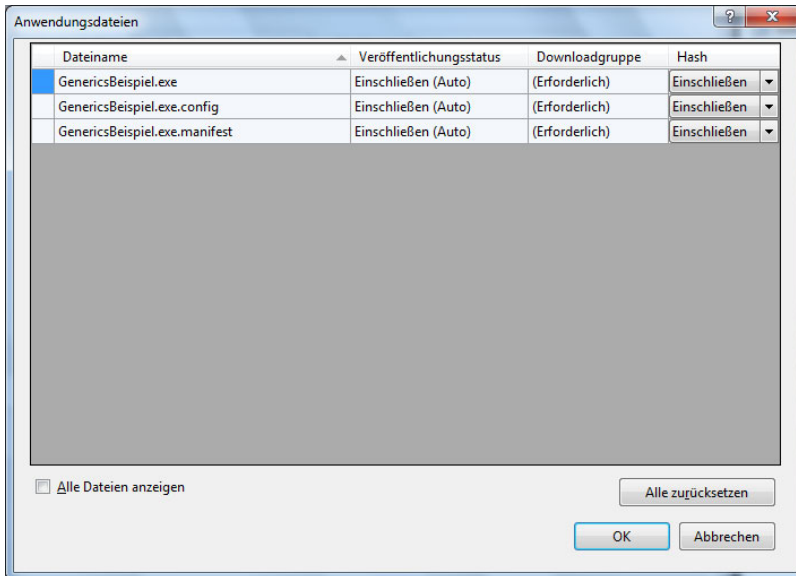 Anwendungsdateien
Dateiname Veröffentlichungsstatus Downloadgruppe Hash
GenericsBeispiel.exe Einschließen (Auto) (Erforderlich) Einschließen
GenericsBeispiel.exe.config Einschließen (Auto) (Erforderlich) Einschließen
GenericsBeispiel.exe.manifest Einschließen (Auto) (Erforderlich) Einschließen
Alle Dateien anzeigen
Alle zurücksetzen
OK Abbrechen